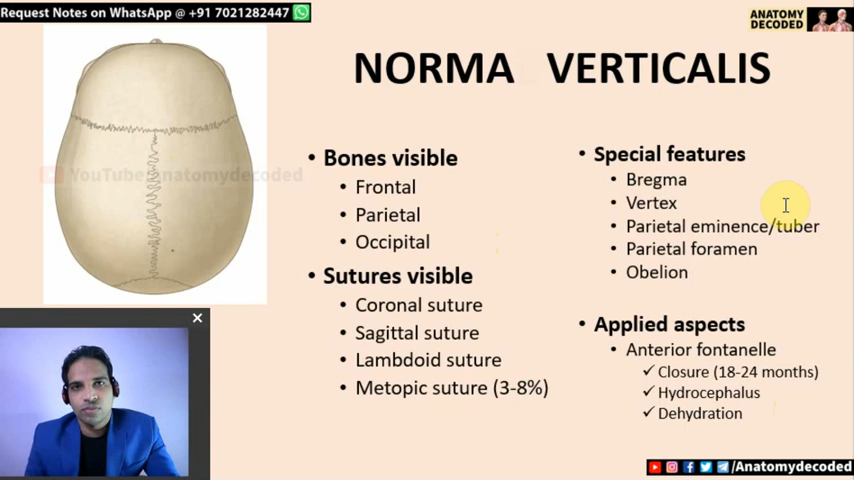 Request Notes on WhatsApp @ +91 7021282447
ANATOMY
DECODED
NORMA VERTICALIS
YouTube/anatomydecoded
• Bones visible
• Frontal
• Parietal
• Occipital
• Sutures visible
• Coronal suture
• Sagittal suture
• Lambdoid suture
• Metopic suture (3-8%)
• Special features
• Bregma
• Vertex
• Parietal eminence/tuber
• Parietal foramen
• Obelion
• Applied aspects
• Anterior fontanelle
✓ Closure (18-24 months)
✓ Hydrocephalus
✓ Dehydration
/Anatomydecoded